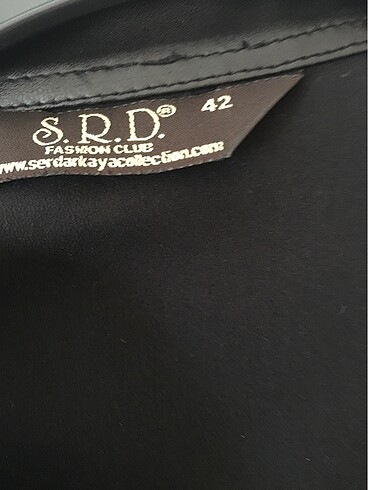 42
S.R.D.®
FASHION CLUB
www.serdarkayacollection.com